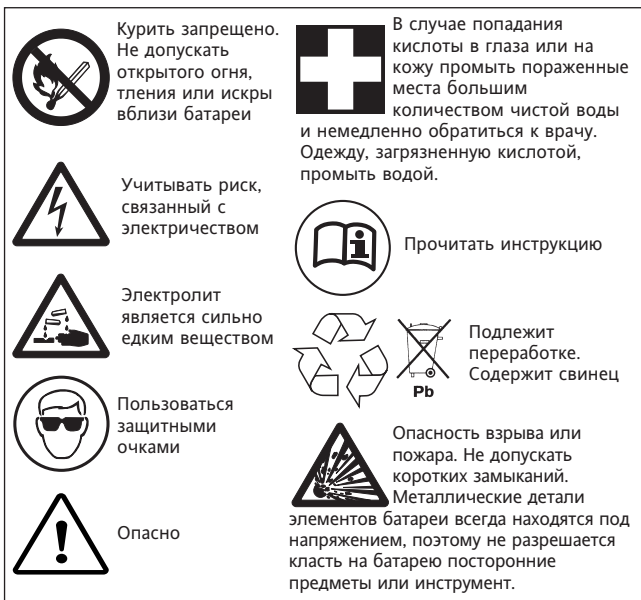 Курить запрещено.
Не допускать
открытого огня,
тления или искры
вблизи батареи
Учитывать риск,
связанный с
электричеством
Электролит
является сильно
едким веществом
Пользоваться
защитными
очками
Опасно
В случае попадания
кислоты в глаза или на
кожу промыть пораженные
места большим
количеством чистой воды
и немедленно обратиться к врачу.
Одежду, загрязненную кислотой,
промыть водой.
Прочитать инструкцию
Pb
Подлежит
переработке.
Содержит свинец
Опасность взрыва или
пожара. Не допускать
коротких замыканий.
Металлические детали
элементов батареи всегда находятся под
напряжением, поэтому не разрешается
класть на батарею посторонние
предметы или инструмент.